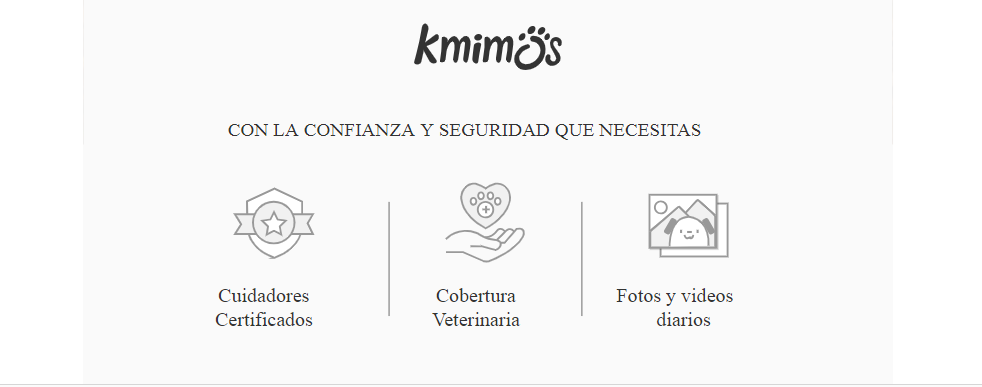 kmimos
CON LA CONFIANZA Y SEGURIDAD QUE NECESITAS
Cuidadores
Certificados
Cobertura
Veterinaria
Fotos y videos
diarios